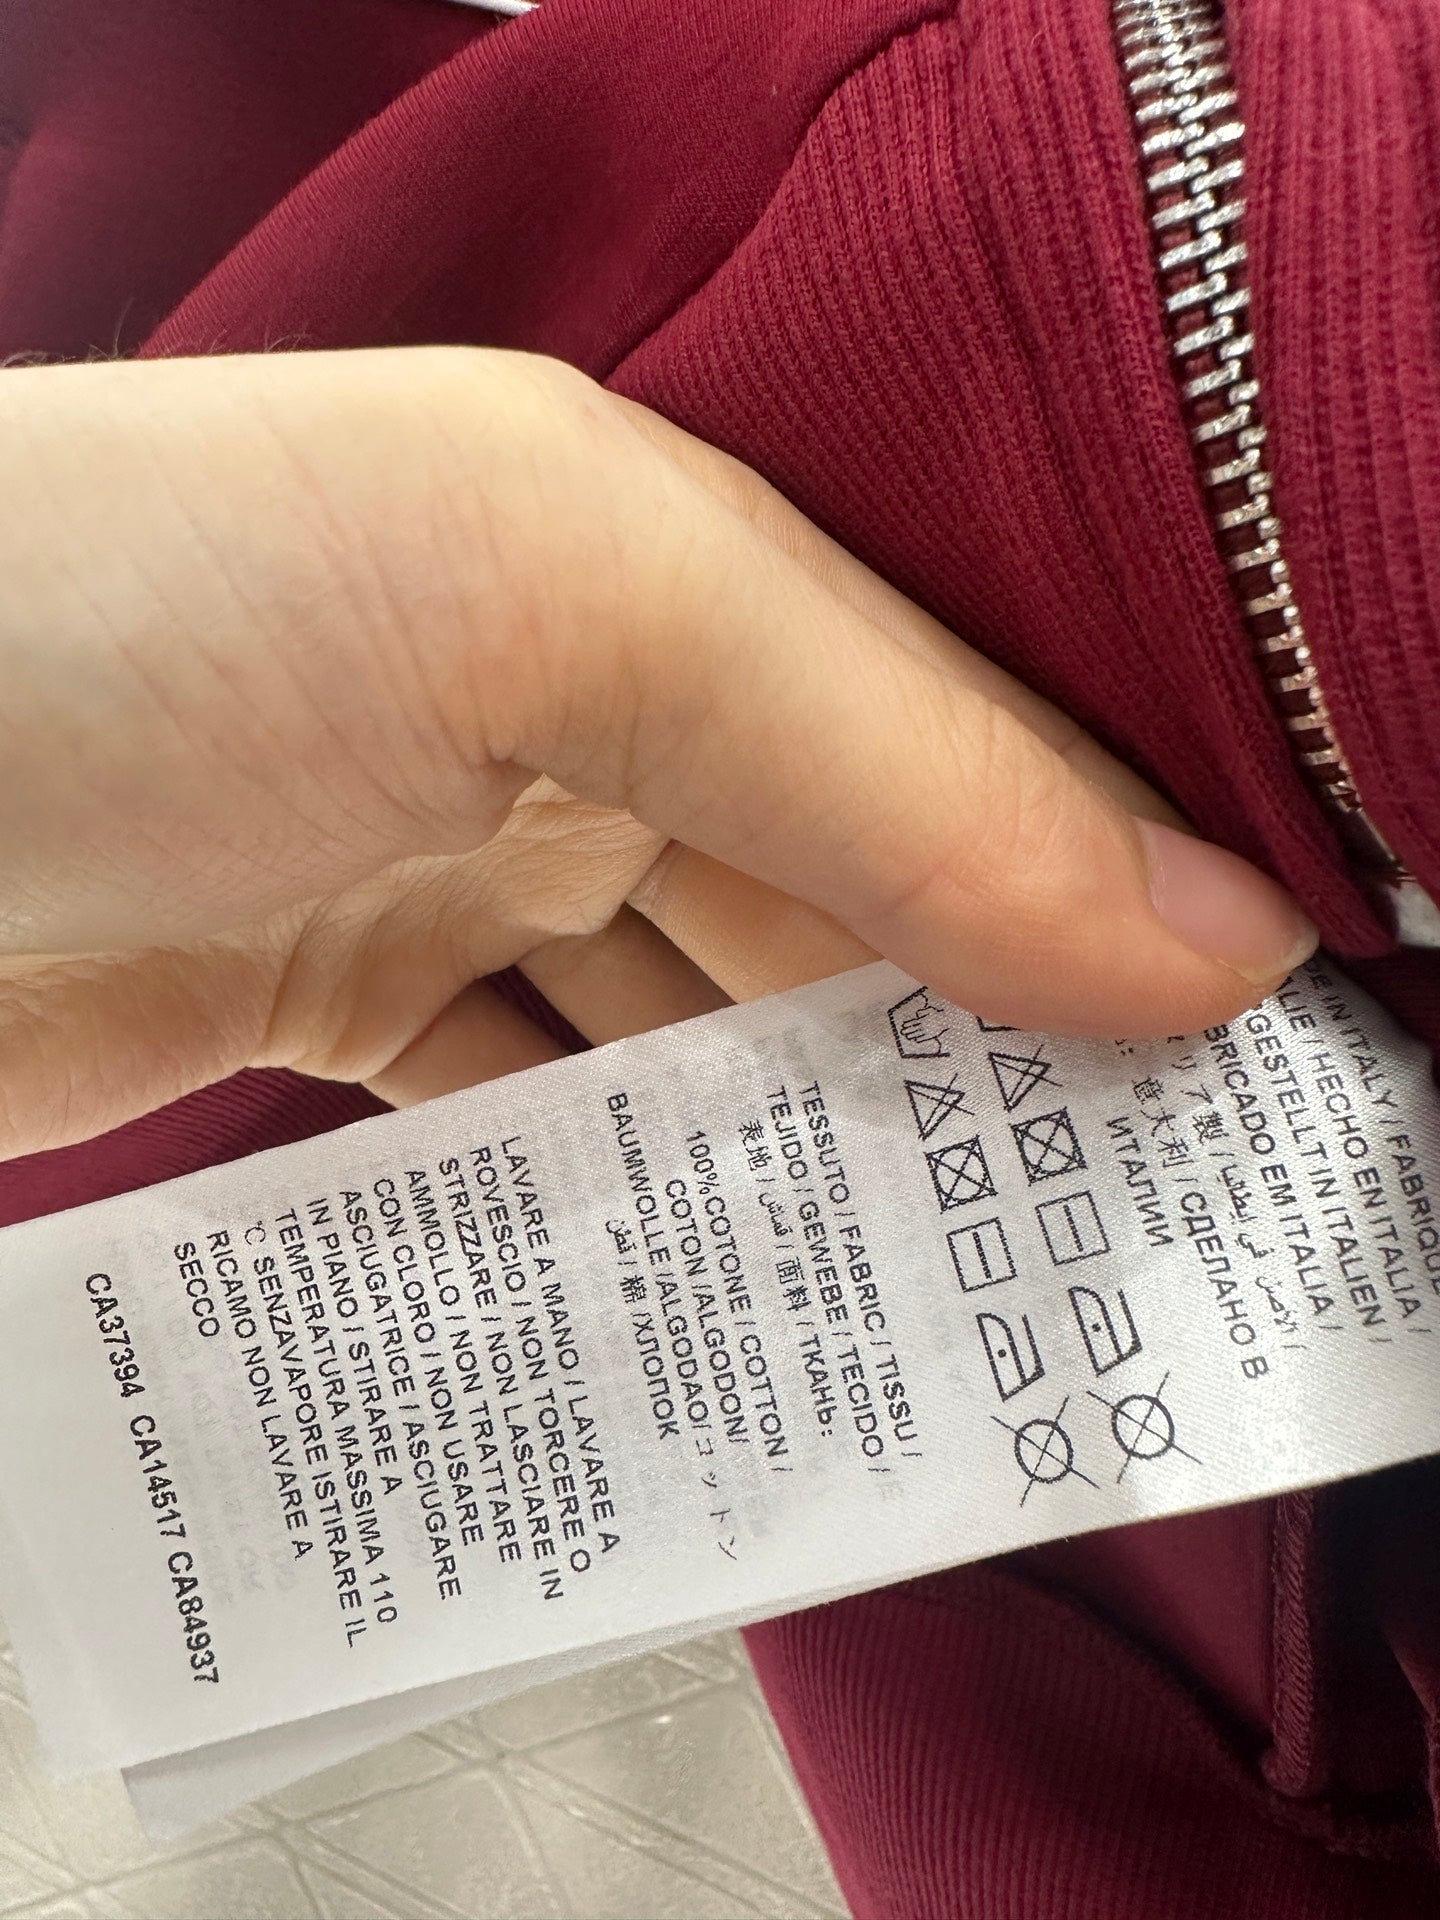 DE IN ITALY / FABRIQUÉ
LIE / HECHO EN ITALIA /
GESTELLT IN ITALIEN /
BRICADO EM ITALIA /
リア製 / الأصل في إيطاليا /
意大利 / СДЕЛАНО В
ИТАЛИИ
TESSUTO / FABRIC / TISSU /
TEJIDO / GEWEBE / TECIDO /
表地 / قماش / 面料 / ТКАНЬ:
100%COTONE / COTTON /
COTON /ALGODON/
BAUMWOLLE /ALGODAO/コットン
قطن / 棉 /ХЛОПОК
LAVARE A MANO / LAVARE A
ROVESCIO / NON TORCERE O
STRIZZARE / NON LASCIARE IN
AMMOLLO / NON TRATTARE
CON CLORO / NON USARE
ASCIUGATRICE / ASCIUGARE
IN PIANO / STIRARE A
TEMPERATURA MASSIMA 110
℃ SENZAVAPORE ISTIRARE IL
RICAMO NON LAVARE A
SECCO
CA37394 CA14517 CA84937